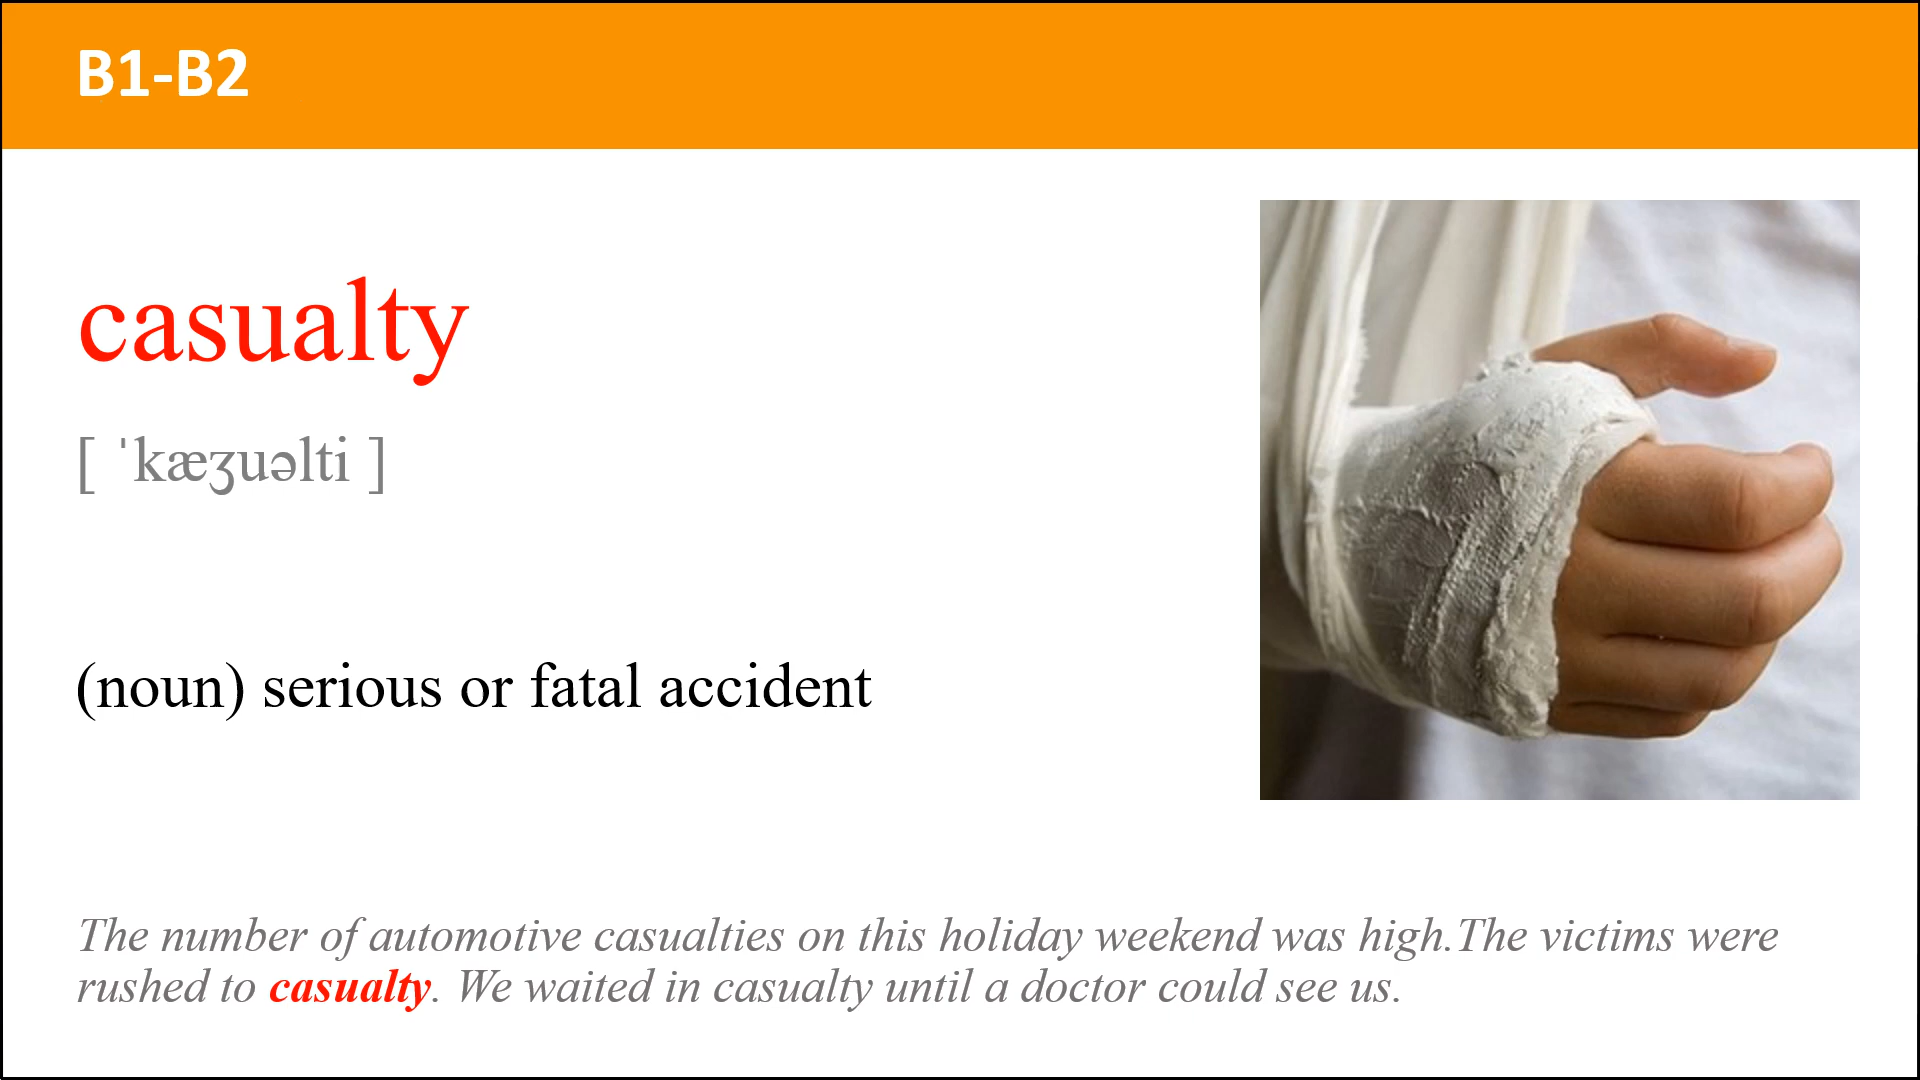 B1-B2
casualty
[ ˈkæʒuəlti ]
(noun) serious or fatal accident
The number of automotive casualties on this holiday weekend was high.The victims were
rushed to casualty. We waited in casualty until a doctor could see us.